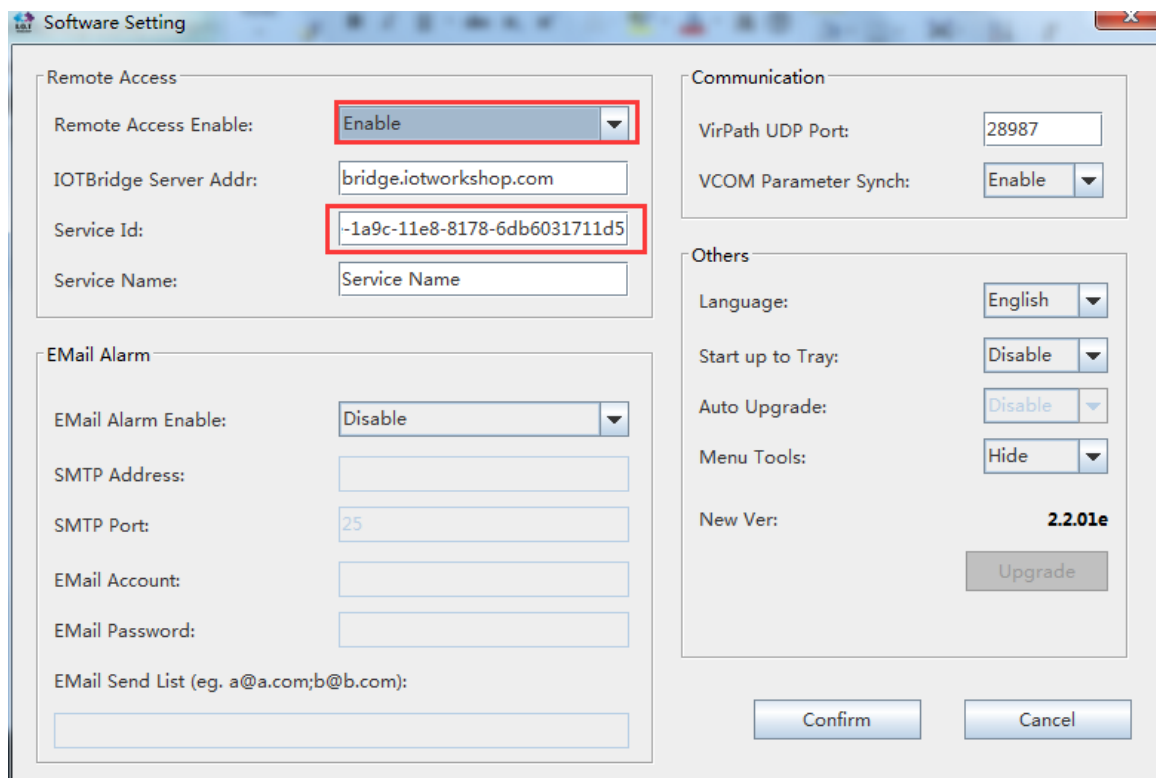 Software Setting
Remote Access
Remote Access Enable: Enable
IOTBridge Server Addr: bridge.iotworkshop.com
Service Id: -1a9c-11e8-8178-6db6031711d5
Service Name: Service Name
EMail Alarm
EMail Alarm Enable: Disable
SMTP Address:
SMTP Port: 25
EMail Account:
EMail Password:
EMail Send List (eg. a@a.com;b@b.com):
Communication
VirPath UDP Port: 28987
VCOM Parameter Synch: Enable
Others
Language: English
Start up to Tray: Disable
Auto Upgrade: Disable
Menu Tools: Hide
New Ver: 2.2.01e
Upgrade
Confirm Cancel